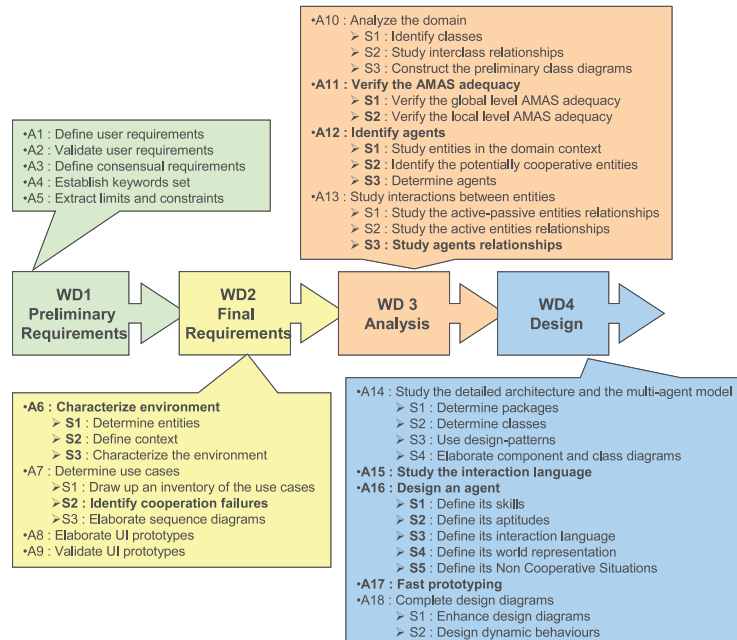 •A10 : Analyze the domain
➢ S1 : Identify classes
➢ S2 : Study interclass relationships
➢ S3 : Construct the preliminary class diagrams
•A11 : Verify the AMAS adequacy
➢ S1 : Verify the global level AMAS adequacy
➢ S2 : Verify the local level AMAS adequacy
•A12 : Identify agents
➢ S1 : Study entities in the domain context
➢ S2 : Identify the potentially cooperative entities
➢ S3 : Determine agents
•A13 : Study interactions between entities
➢ S1 : Study the active-passive entities relationships
➢ S2 : Study the active entities relationships
➢ S3 : Study agents relationships
•A1 : Define user requirements
•A2 : Validate user requirements
•A3 : Define consensual requirements
•A4 : Establish keywords set
•A5 : Extract limits and constraints
WD1
Preliminary
Requirements
WD2
Final
Requirements
WD 3
Analysis
WD4
Design
•A6 : Characterize environment
➢ S1 : Determine entities
➢ S2 : Define context
➢ S3 : Characterize the environment
•A7 : Determine use cases
➢S1 : Draw up an inventory of the use cases
➢S2 : Identify cooperation failures
➢S3 : Elaborate sequence diagrams
•A8 : Elaborate UI prototypes
•A9 : Validate UI prototypes
•A14 : Study the detailed architecture and the multi-agent model
➢ S1 : Determine packages
➢ S2 : Determine classes
➢ S3 : Use design-patterns
➢ S4 : Elaborate component and class diagrams
•A15 : Study the interaction language
•A16 : Design an agent
➢ S1 : Define its skills
➢ S2 : Define its aptitudes
➢ S3 : Define its interaction language
➢ S4 : Define its world representation
➢ S5 : Define its Non Cooperative Situations
•A17 : Fast prototyping
•A18 : Complete design diagrams
➢ S1 : Enhance design diagrams
➢ S2 : Design dynamic behaviours